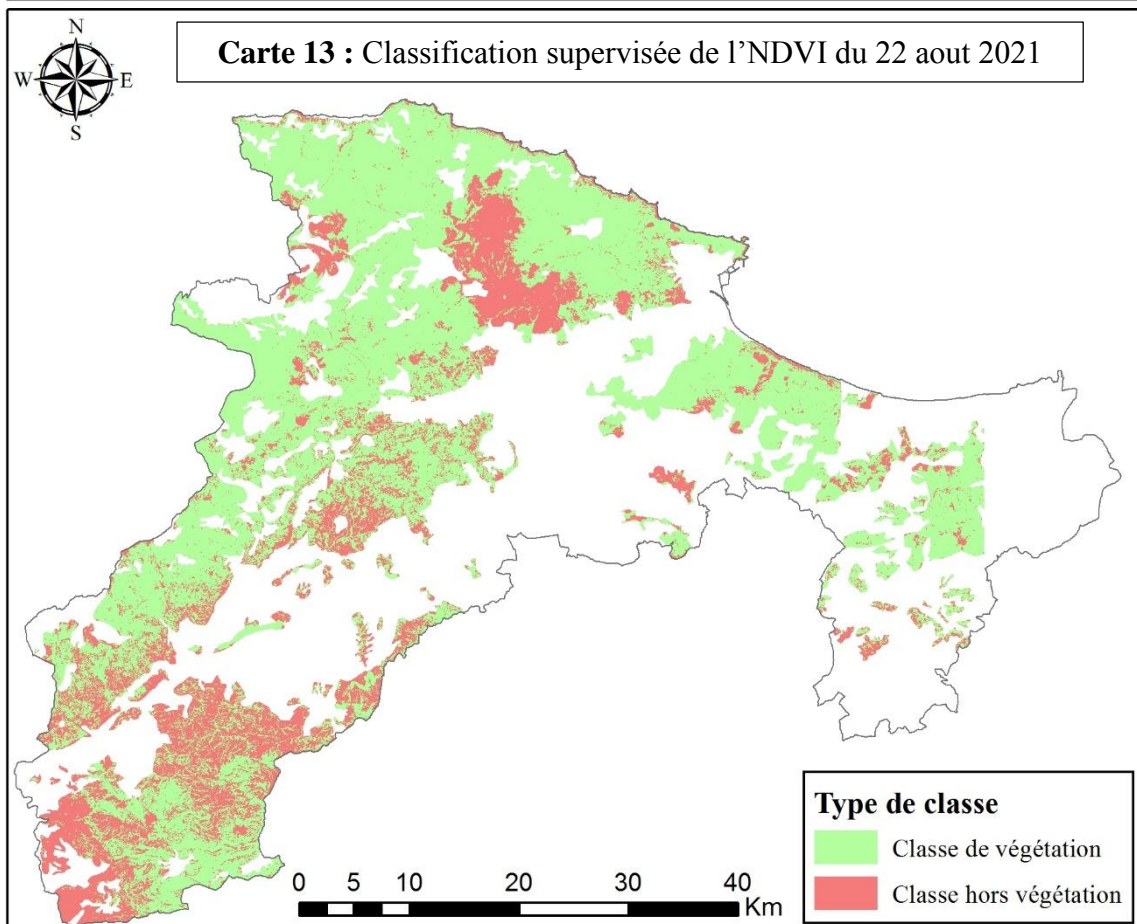 Carte 13 : Classification supervisée de l’NDVI du 22 aout 2021
N
W E
S
Type de classe
Classe de végétation
Classe hors végétation
0 5 10 20 30 40
Km